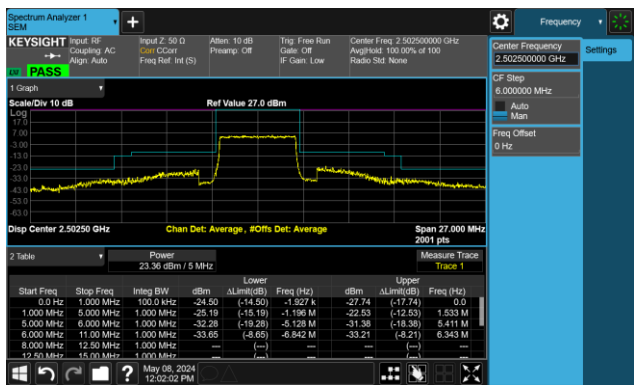 Spectrum Analyzer 1
SEM
Frequency
KEYSIGHT Input: RF Input Z: 50 Ω Atten: 10 dB Trig: Free Run Center Freq: 2.502500000 GHz
Coupling: AC Corr CCorr Preamp: Off Gate: Off Avg|Hold: 100.00% of 100
Align: Auto Freq Ref: Int (S) IF Gain: Low Radio Std: None
LXI PASS
Center Frequency
2.502500000 GHz
Settings
CF Step
6.000000 MHz
Auto
Man
Freq Offset
0 Hz
1 Graph
Scale/Div 10 dB Ref Value 27.0 dBm
Log
17.0
7.00
-3.00
-13.0
-23.0
-33.0
-43.0
-53.0
-63.0
Disp Center 2.50250 GHz Chan Det: Average , #Offs Det: Average Span 27.000 MHz
2001 pts
2 Table Power Measure Trace
23.36 dBm / 5 MHz Trace 1
Lower Upper
Start Freq Stop Freq Integ BW dBm ΔLimit(dB) Freq (Hz) dBm ΔLimit(dB) Freq (Hz)
0.0 Hz 1.000 MHz 100.0 kHz -24.50 (-14.50) -1.927 k -27.74 (-17.74) 0.0
1.000 MHz 5.000 MHz 1.000 MHz -25.19 (-15.19) -1.196 M -22.53 (-12.53) 1.533 M
5.000 MHz 6.000 MHz 1.000 MHz -32.28 (-19.28) -5.128 M -31.38 (-18.38) 5.411 M
6.000 MHz 11.00 MHz 1.000 MHz -33.65 (-8.65) -6.842 M -33.21 (-8.21) 6.343 M
8.000 MHz 12.50 MHz 1.000 MHz --- (---) --- --- (---) ---
12.50 MHz 15.00 MHz 1.000 MHz --- (---) --- --- (---) ---
May 08, 2024
12:02:02 PM